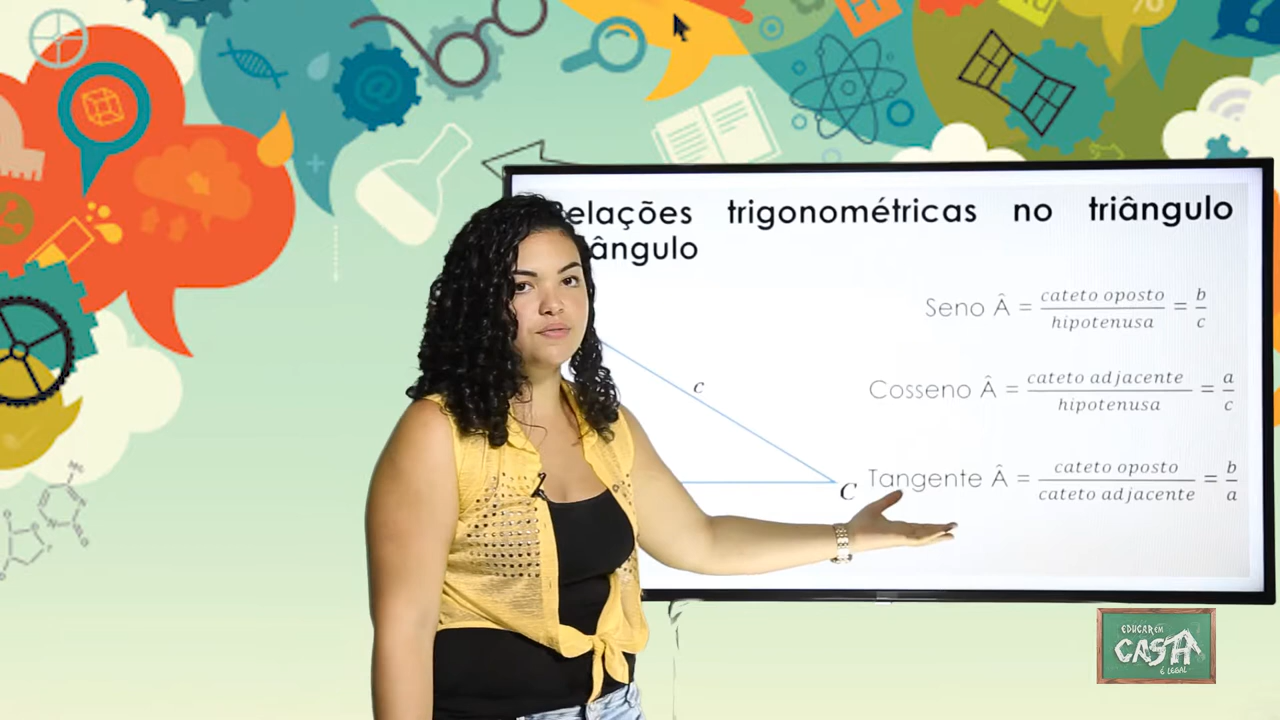 elações trigonométricas no triângulo
ângulo
Seno Â = cateto oposto / hipotenusa = b / c
c
Cosseno Â = cateto adjacente / hipotenusa = a / c
Tangente Â = cateto oposto / cateto adjacente = b / a
C
EDUCAR EM
CASA
É LEGAL